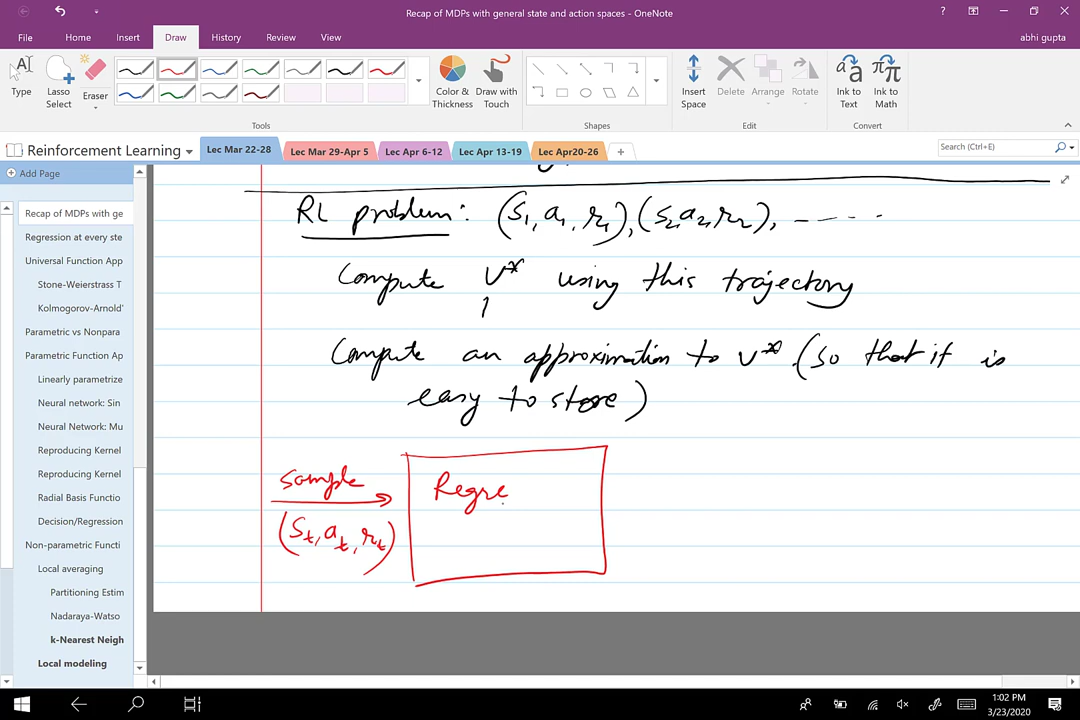 Recap of MDPs with general state and action spaces - OneNote
File Home Insert Draw History Review View
abhi gupta
Type
Lasso Select
Eraser
Color & Thickness
Draw with Touch
Insert Space
Delete
Arrange
Rotate
Ink to Text
Ink to Math
Tools
Shapes
Edit
Convert
Reinforcement Learning
Lec Mar 22-28
Lec Mar 29-Apr 5
Lec Apr 6-12
Lec Apr 13-19
Lec Apr20-26
Search (Ctrl+E)
Add Page
Recap of MDPs with ge
Regression at every ste
Universal Function App
Stone-Weierstrass T
Kolmogorov-Arnold'
Parametric vs Nonpara
Parametric Function Ap
Linearly parametrize
Neural network: Sin
Neural Network: Mu
Reproducing Kernel
Reproducing Kernel
Radial Basis Functio
Decision/Regression
Non-parametric Functi
Local averaging
Partitioning Estim
Nadaraya-Watso
k-Nearest Neigh
Local modeling
RL problem: (s1, a1, r1), (s2, a2, r2), -----
Compute V* using this trajectory
Compute an approximation to V* (so that it is
easy to store)
sample
(St, at, rt)
Regre
1:02 PM
3/23/2020